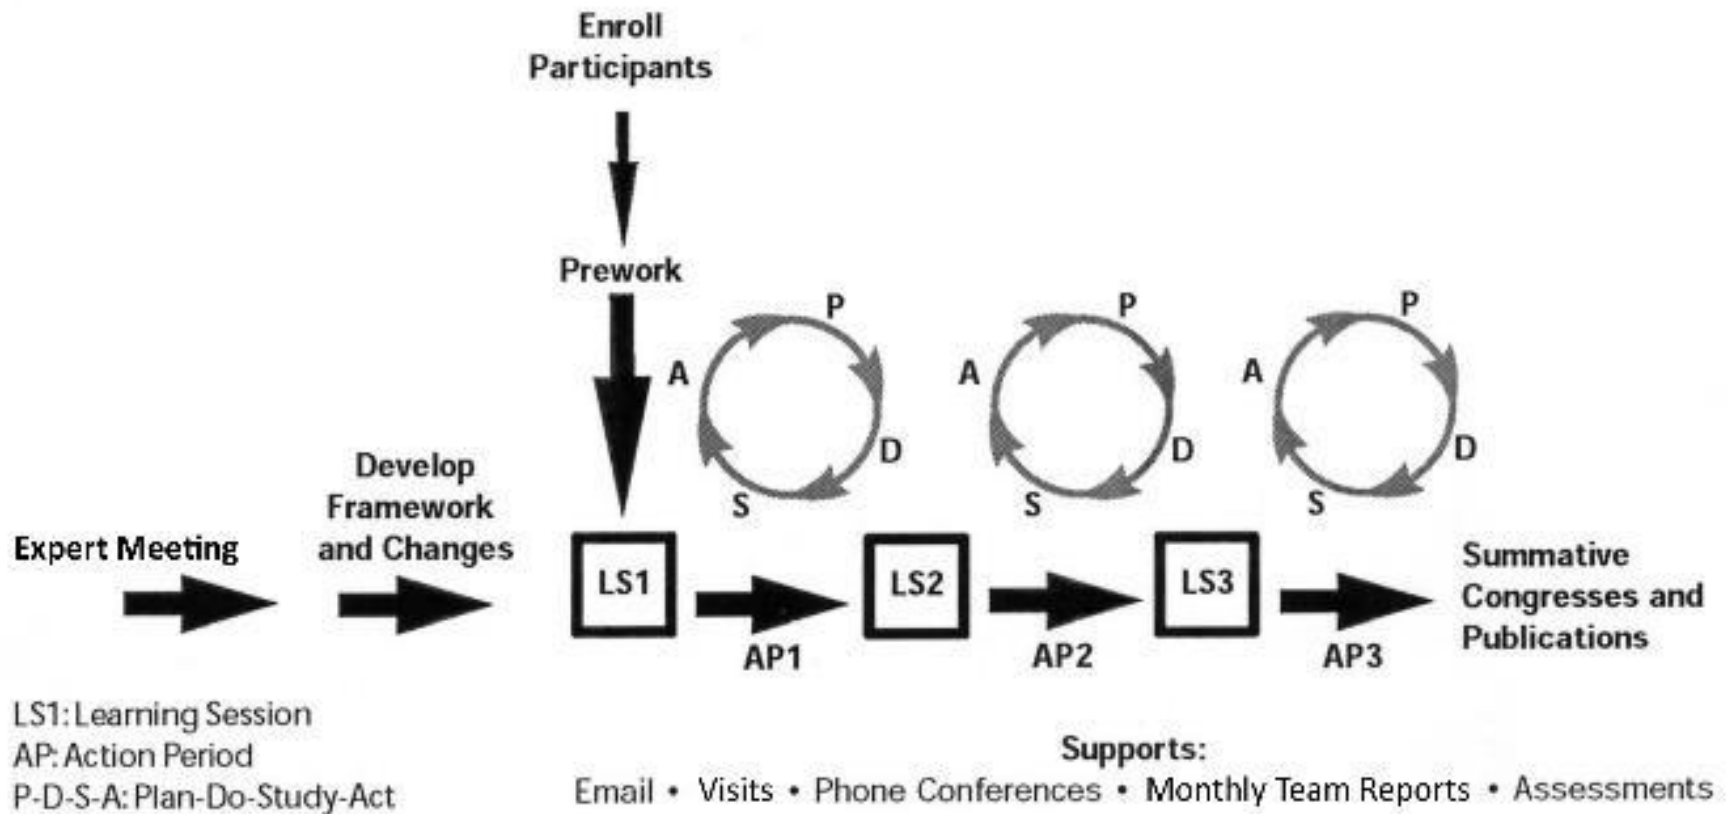 Enroll
Participants
Prework
P
A
D
S
P
A
D
S
P
A
D
S
Expert Meeting
Develop
Framework
and Changes
LS1
AP1
LS2
AP2
LS3
AP3
Summative
Congresses and
Publications
LS1: Learning Session
AP: Action Period
P-D-S-A: Plan-Do-Study-Act
Supports:
Email • Visits • Phone Conferences • Monthly Team Reports • Assessments